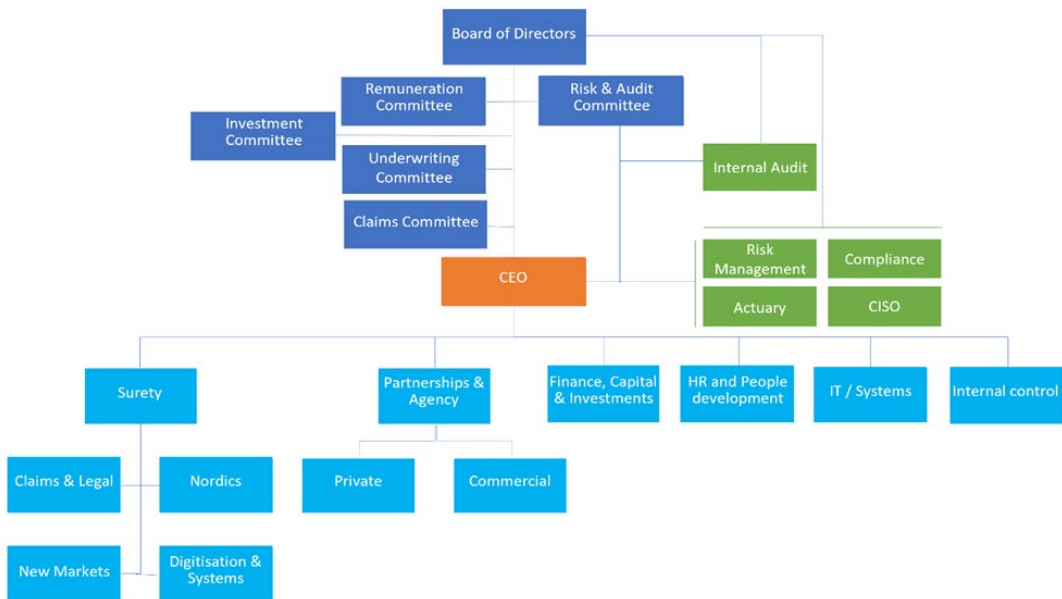 Board of Directors
Remuneration
Committee
Risk & Audit
Committee
Investment
Committee
Underwriting
Committee
Internal Audit
Claims Committee
Risk
Management
Compliance
CEO
Actuary
CISO
Surety
Partnerships &
Agency
Finance, Capital
& Investments
HR and People
development
IT / Systems
Internal control
Claims & Legal
Nordics
Private
Commercial
New Markets
Digitisation &
Systems